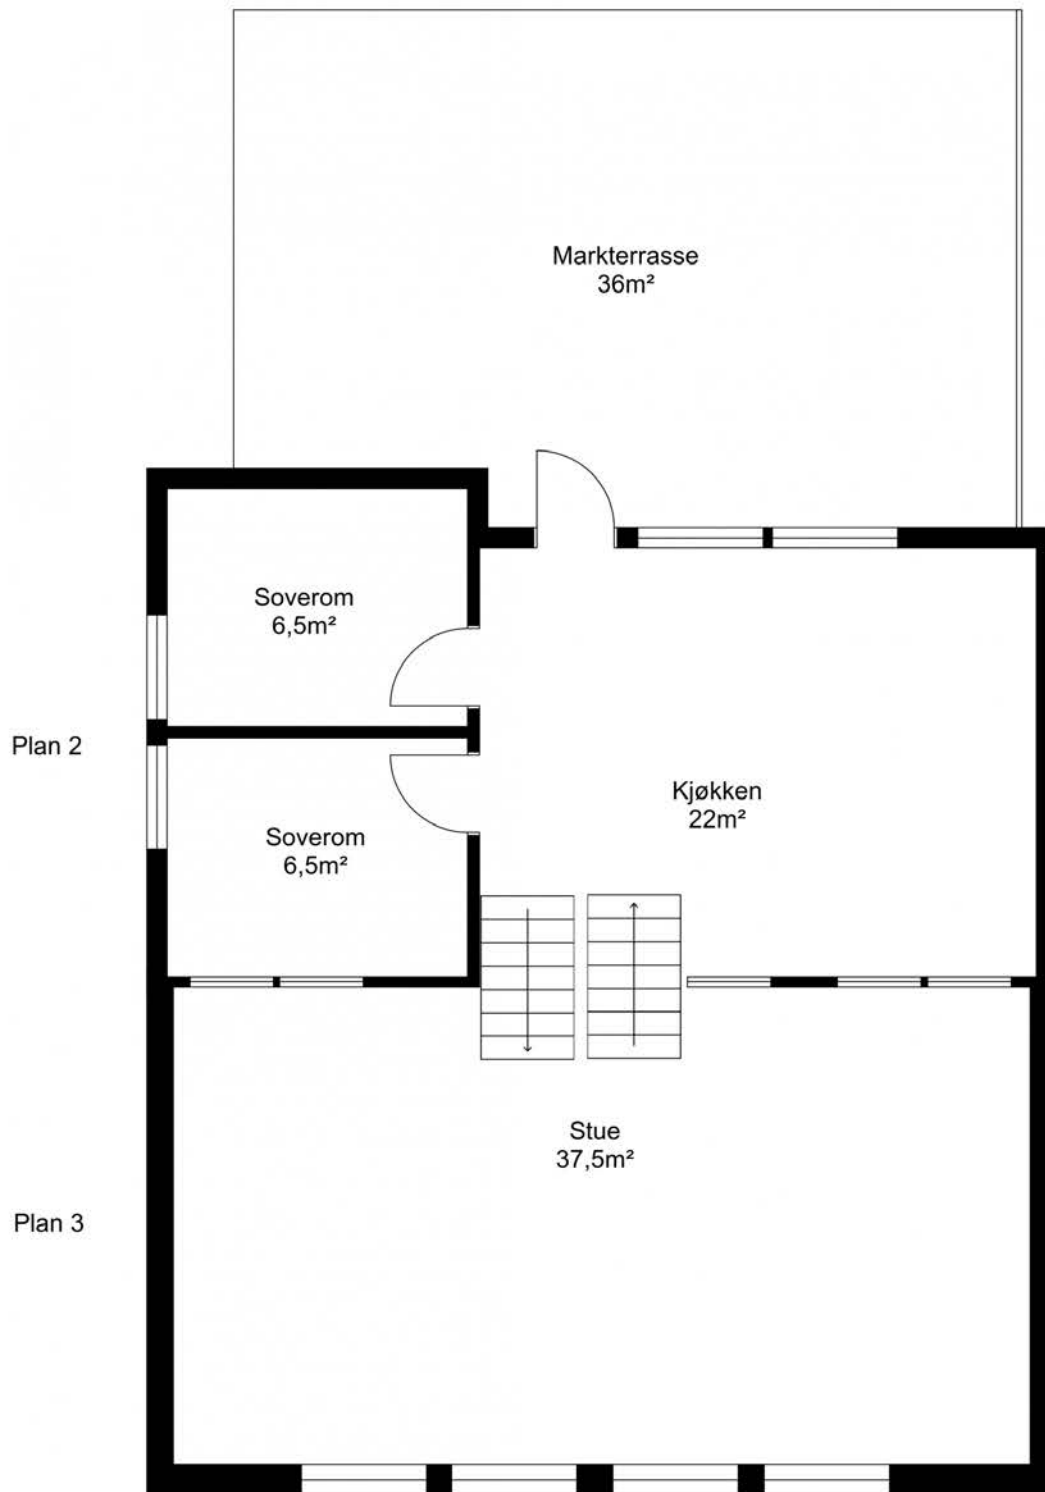 Markterrasse
36m²
Soverom
6,5m²
Plan 2
Kjøkken
22m²
Soverom
6,5m²
Stue
37,5m²
Plan 3